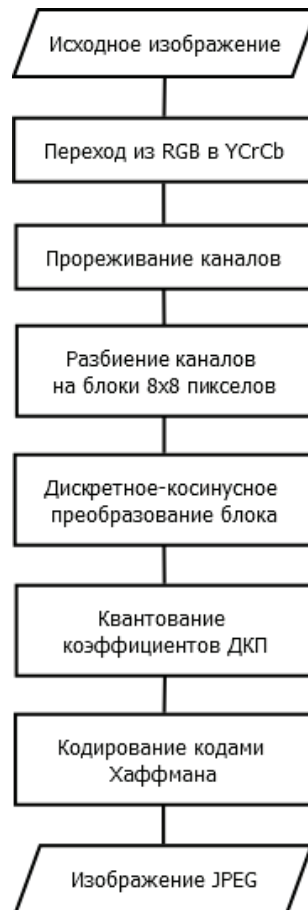 Исходное изображение
Переход из RGB в YCrCb
Прореживание каналов
Разбиение каналов
на блоки 8x8 пикселов
Дискретное-косинусное
преобразование блока
Квантование
коэффициентов ДКП
Кодирование кодами
Хаффмана
Изображение JPEG